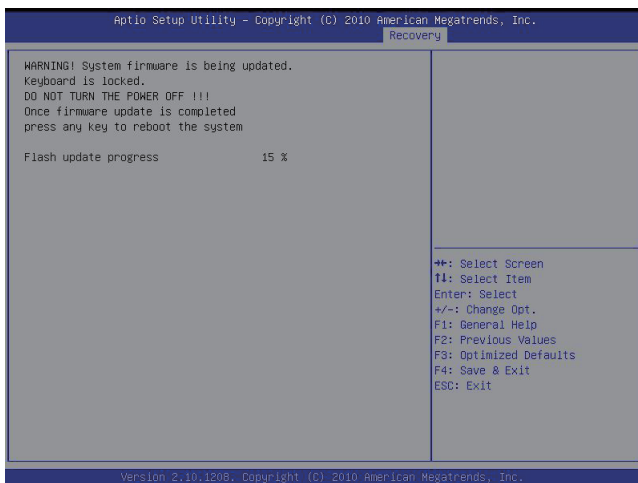 Aptio Setup Utility – Copyright (C) 2010 American Megatrends, Inc.
Recovery
WARNING! System firmware is being updated.
Keyboard is locked.
DO NOT TURN THE POWER OFF !!!
Once firmware update is completed
press any key to reboot the system
Flash update progress 15 %
→←: Select Screen
↑↓: Select Item
Enter: Select
+/-: Change Opt.
F1: General Help
F2: Previous Values
F3: Optimized Defaults
F4: Save & Exit
ESC: Exit
Version 2.10.1208. Copyright (C) 2010 American Megatrends, Inc.